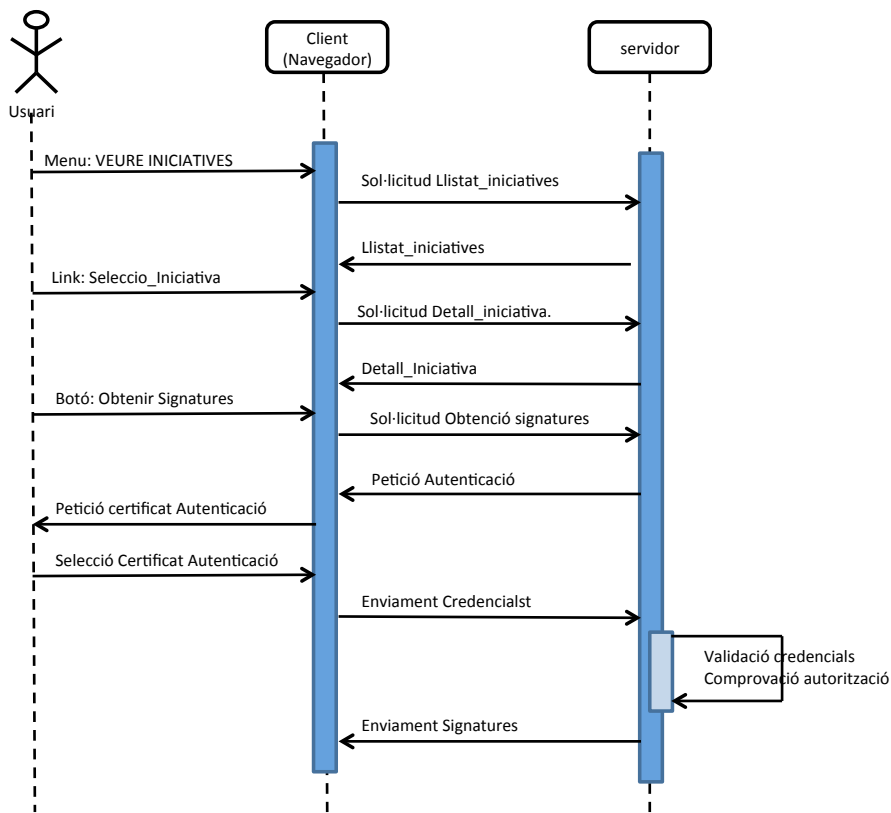 Client
(Navegador)
servidor
Usuari
Menu: VEURE INICIATIVES
Sol·licitud Llistat_iniciatives
Llistat_iniciatives
Link: Seleccio_Iniciativa
Sol·licitud Detall_iniciativa.
Detall_Iniciativa
Botó: Obtenir Signatures
Sol·licitud Obtenció signatures
Petició Autenticació
Petició certificat Autenticació
Selecció Certificat Autenticació
Enviament Credencialst
Validació credencials
Comprovació autorització
Enviament Signatures